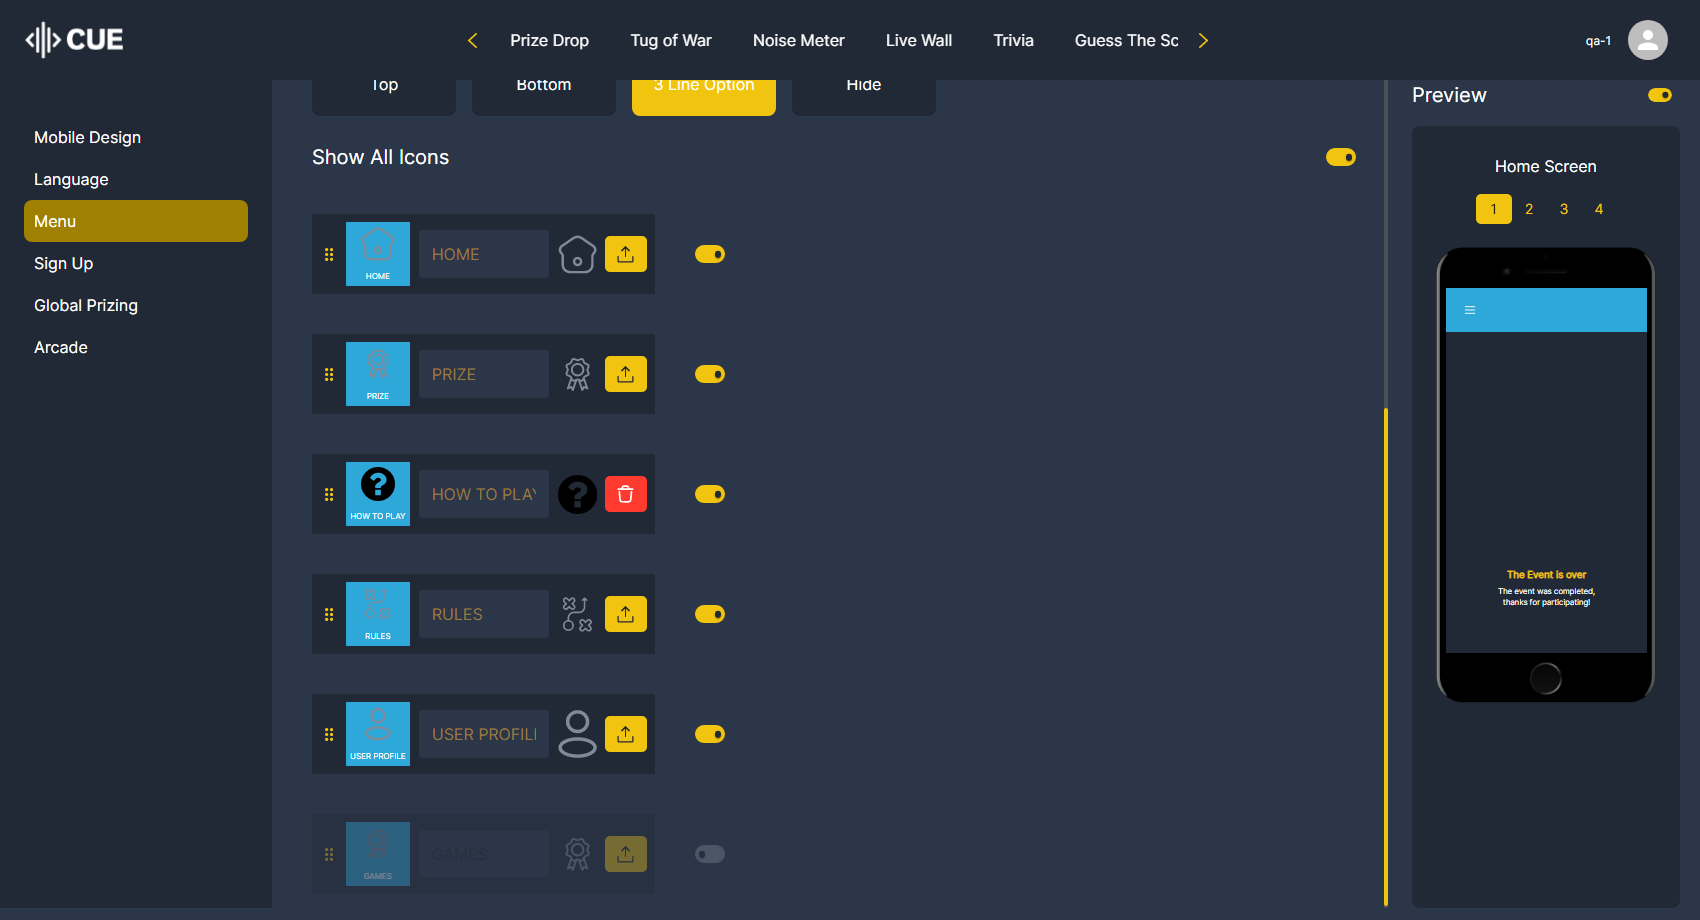 CUE
Prize Drop
Tug of War
Noise Meter
Live Wall
Trivia
Guess The Sc
qa-1
Mobile Design
Language
Menu
Sign Up
Global Prizing
Arcade
Top
Bottom
3 Line Option
Hide
Show All Icons
HOME
HOME
PRIZE
PRIZE
HOW TO PLAY
HOW TO PLAY
RULES
RULES
USER PROFILE
USER PROFIL
GAMES
GAMES
Preview
Home Screen
1 2 3 4
The Event is over
The event was completed,
thanks for participating!